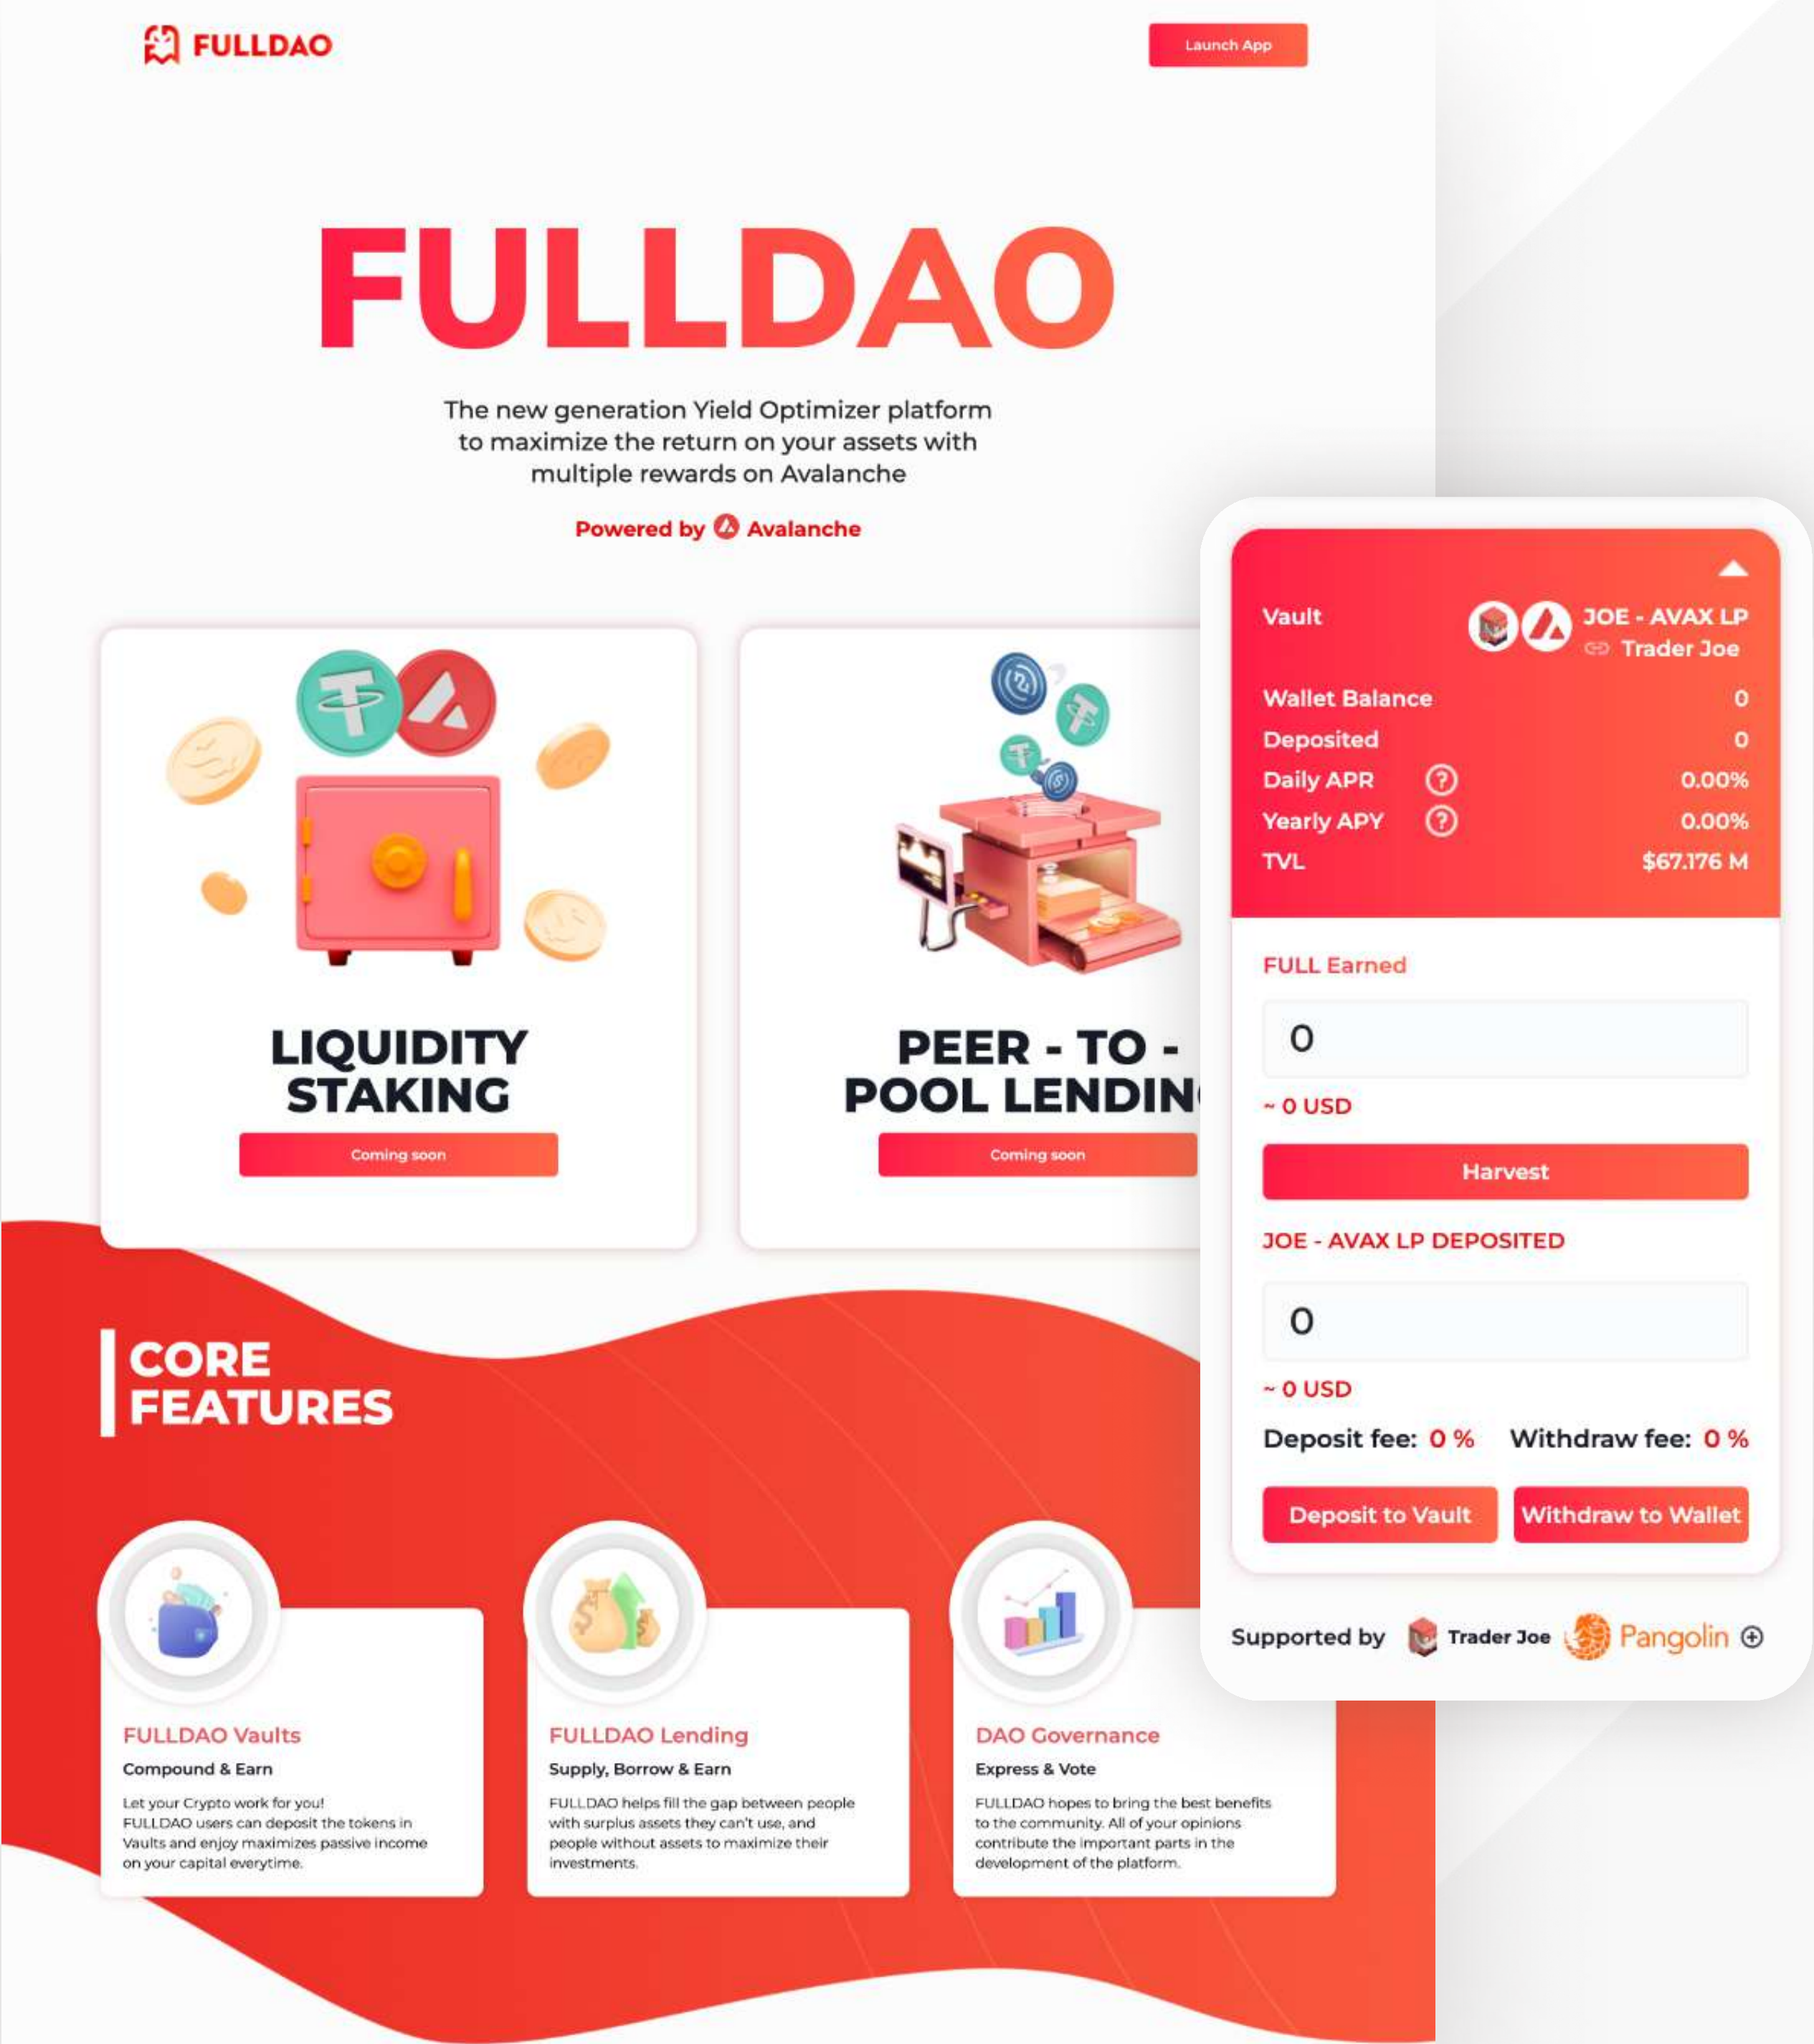 FULLDAO
Launch App
FULLDAO
The new generation Yield Optimizer platform
to maximize the return on your assets with
multiple rewards on Avalanche
Powered by Avalanche
LIQUIDITY
STAKING
Coming soon
PEER - TO -
POOL LENDIN
Coming soon
CORE
FEATURES
FULLDAO Vaults
Compound & Earn
Let your Crypto work for you!
FULLDAO users can deposit the tokens in
Vaults and enjoy maximizes passive income
on your capital everytime.
FULLDAO Lending
Supply, Borrow & Earn
FULLDAO helps fill the gap between people
with surplus assets they can't use, and
people without assets to maximize their
investments.
DAO Governance
Express & Vote
FULLDAO hopes to bring the best benefits
to the community. All of your opinions
contribute the important parts in the
development of the platform.
Vault JOE - AVAX LP
Trader Joe
Wallet Balance 0
Deposited 0
Daily APR ? 0.00%
Yearly APY ? 0.00%
TVL $67.176 M
FULL Earned
0
~ 0 USD
Harvest
JOE - AVAX LP DEPOSITED
0
~ 0 USD
Deposit fee: 0 % Withdraw fee: 0 %
Deposit to Vault Withdraw to Wallet
Supported by Trader Joe Pangolin